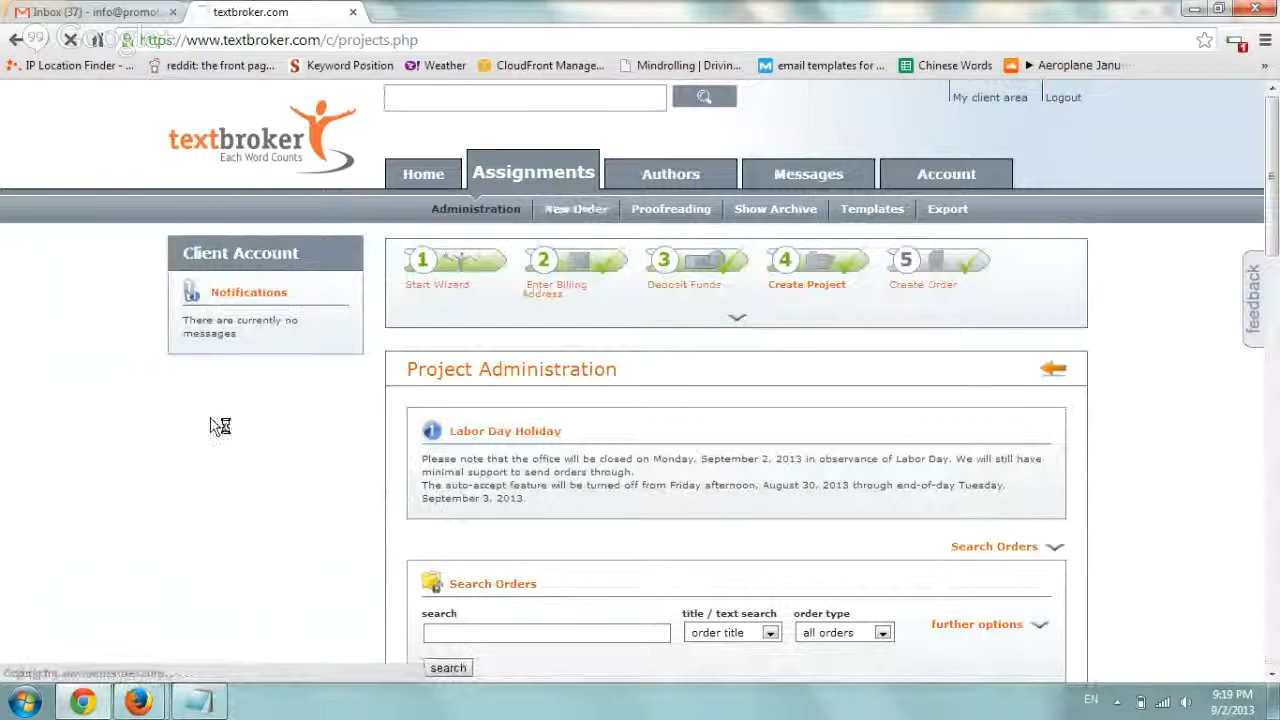 Inbox (37) - info@promo
textbroker.com
https://www.textbroker.com/c/projects.php
IP Location Finder - ...
reddit: the front pag...
Keyword Position
Weather
CloudFront Manage...
Mindrolling | Drivin...
email templates for ...
Chinese Words
Aeroplane Janu
My client area
Logout
textbroker
Each Word Counts
Home
Assignments
Authors
Messages
Account
Administration
New Order
Proofreading
Show Archive
Templates
Export
Client Account
Notifications
There are currently no
messages
1
Start Wizard
2
Enter Billing
Address
3
Deposit Funds
4
Create Project
5
Create Order
feedback
Project Administration
Labor Day Holiday
Please note that the office will be closed on Monday, September 2, 2013 in observance of Labor Day. We will still have
minimal support to send orders through.
The auto-accept feature will be turned off from Friday afternoon, August 30, 2013 through end-of-day Tuesday,
September 3, 2013.
Search Orders
Search Orders
search
title / text search
order type
order title
all orders
further options
search
EN
9:19 PM
9/2/2013